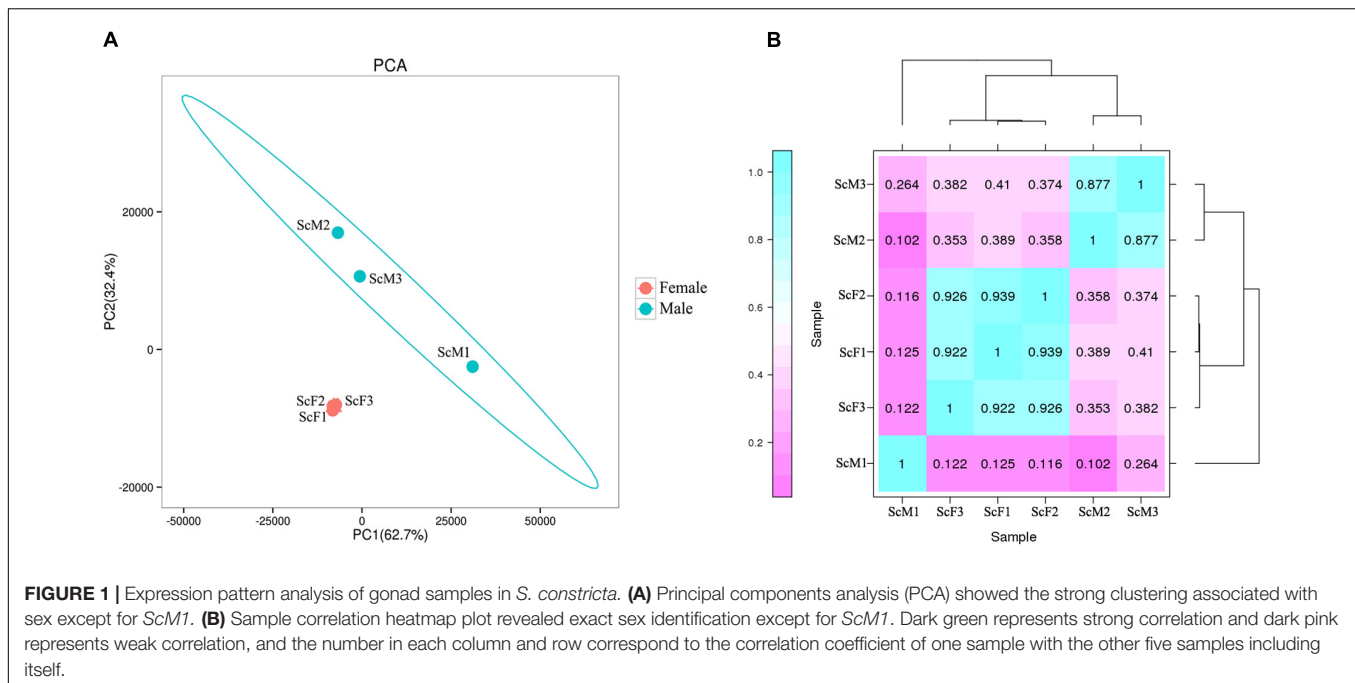 A
PCA
PC2(32.4%)
20000
0
-20000
-50000
-25000
0
25000
50000
PC1(62.7%)
ScM2
ScM3
ScM1
ScF2
ScF3
ScF1
Female
Male
B
1.0
0.8
0.6
0.4
0.2
Sample
ScM3 0.264 0.382 0.41 0.374 0.877 1
ScM2 0.102 0.353 0.389 0.358 1 0.877
ScF2 0.116 0.926 0.939 1 0.358 0.374
ScF1 0.125 0.922 1 0.939 0.389 0.41
ScF3 0.122 1 0.922 0.926 0.353 0.382
ScM1 1 0.122 0.125 0.116 0.102 0.264
ScM1 ScF3 ScF1 ScF2 ScM2 ScM3
Sample
FIGURE 1 | Expression pattern analysis of gonad samples in S. constricta. (A) Principal components analysis (PCA) showed the strong clustering associated with
sex except for ScM1. (B) Sample correlation heatmap plot revealed exact sex identification except for ScM1. Dark green represents strong correlation and dark pink
represents weak correlation, and the number in each column and row correspond to the correlation coefficient of one sample with the other five samples including
itself.